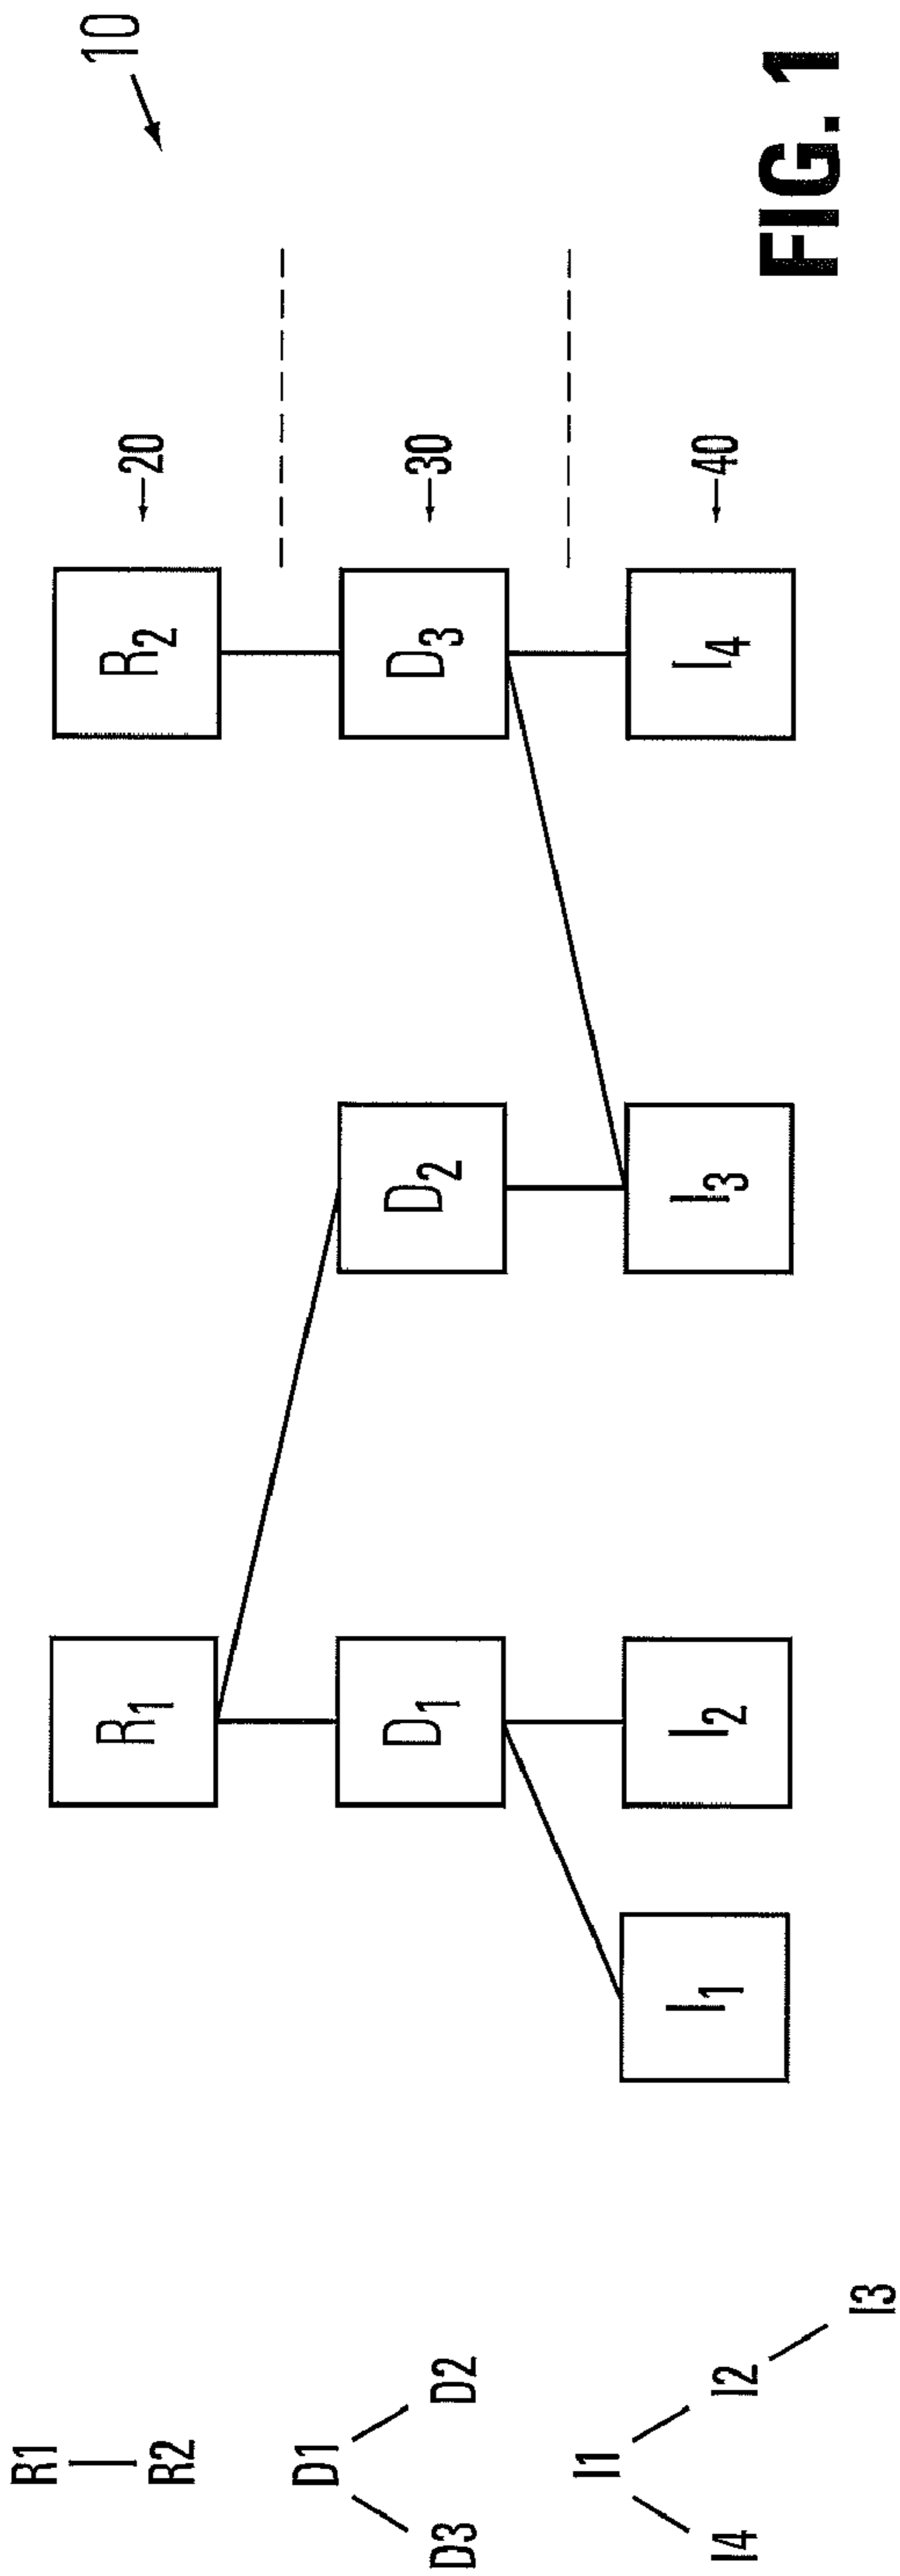 10
R1
R2
R₁
R₂
←20
D1
D3 D2
D₁
D₂
D₃
←30
I1
I4 I2
I3
I₁
I₂
I₃
I₄
←40
FIG. 1